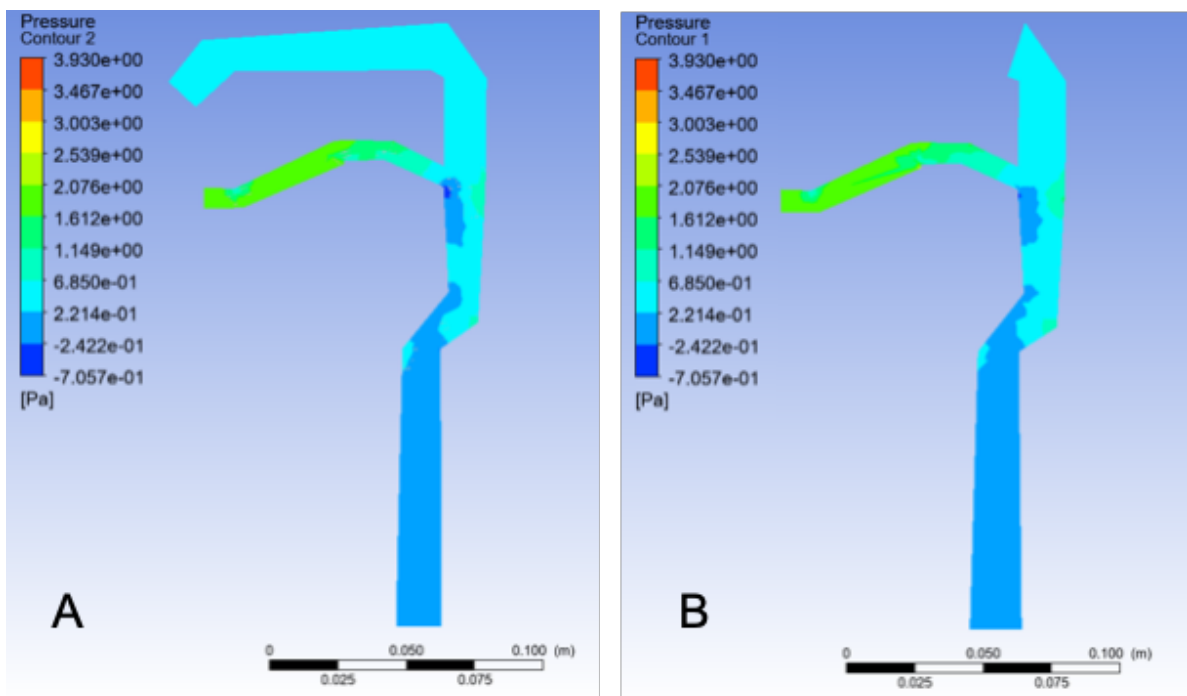 Pressure
Contour 2
3.930e+00
3.467e+00
3.003e+00
2.539e+00
2.076e+00
1.612e+00
1.149e+00
6.850e-01
2.214e-01
-2.422e-01
-7.057e-01
[Pa]
A
0 0.050 0.100 (m)
0.025 0.075
Pressure
Contour 1
3.930e+00
3.467e+00
3.003e+00
2.539e+00
2.076e+00
1.612e+00
1.149e+00
6.850e-01
2.214e-01
-2.422e-01
-7.057e-01
[Pa]
B
0 0.050 0.100 (m)
0.025 0.075